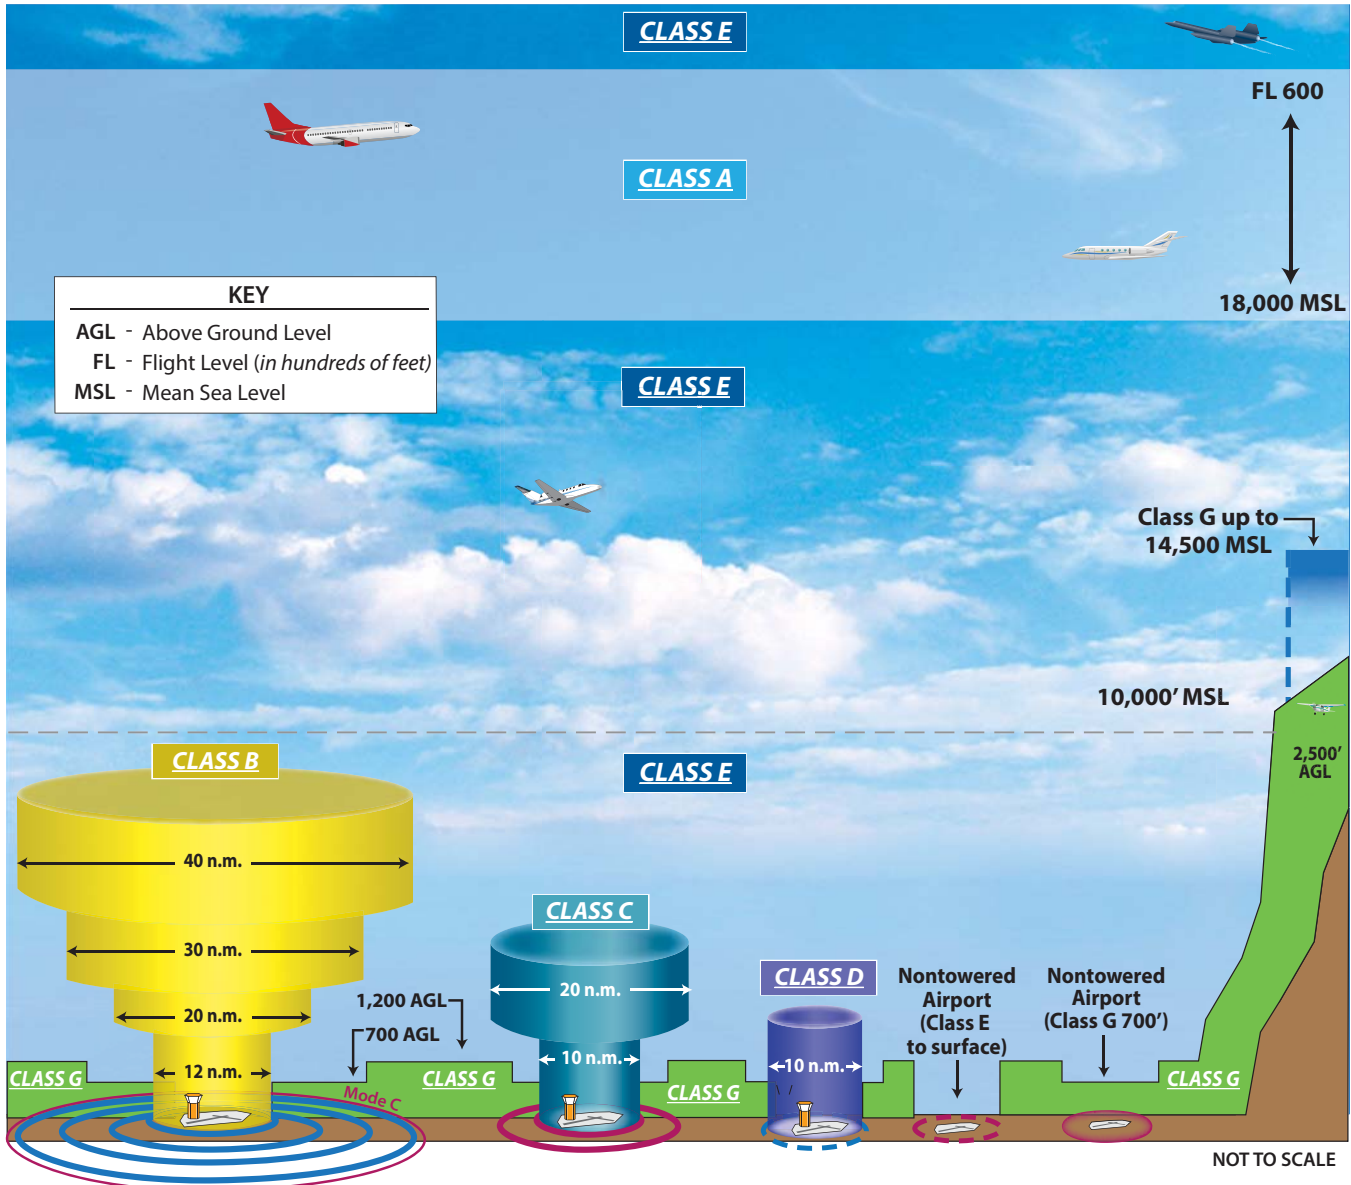 CLASS E
FL 600
CLASS A
18,000 MSL
KEY
AGL - Above Ground Level
FL - Flight Level (in hundreds of feet)
MSL - Mean Sea Level
CLASS E
Class G up to
14,500 MSL
10,000’ MSL
CLASS B
CLASS E
2,500’
AGL
40 n.m.
CLASS C
30 n.m.
CLASS D
Nontowered
Airport
(Class E
to surface)
Nontowered
Airport
(Class G 700’)
20 n.m.
1,200 AGL
20 n.m.
700 AGL
10 n.m.
10 n.m.
12 n.m.
CLASS G
CLASS G
CLASS G
CLASS G
Mode C
NOT TO SCALE